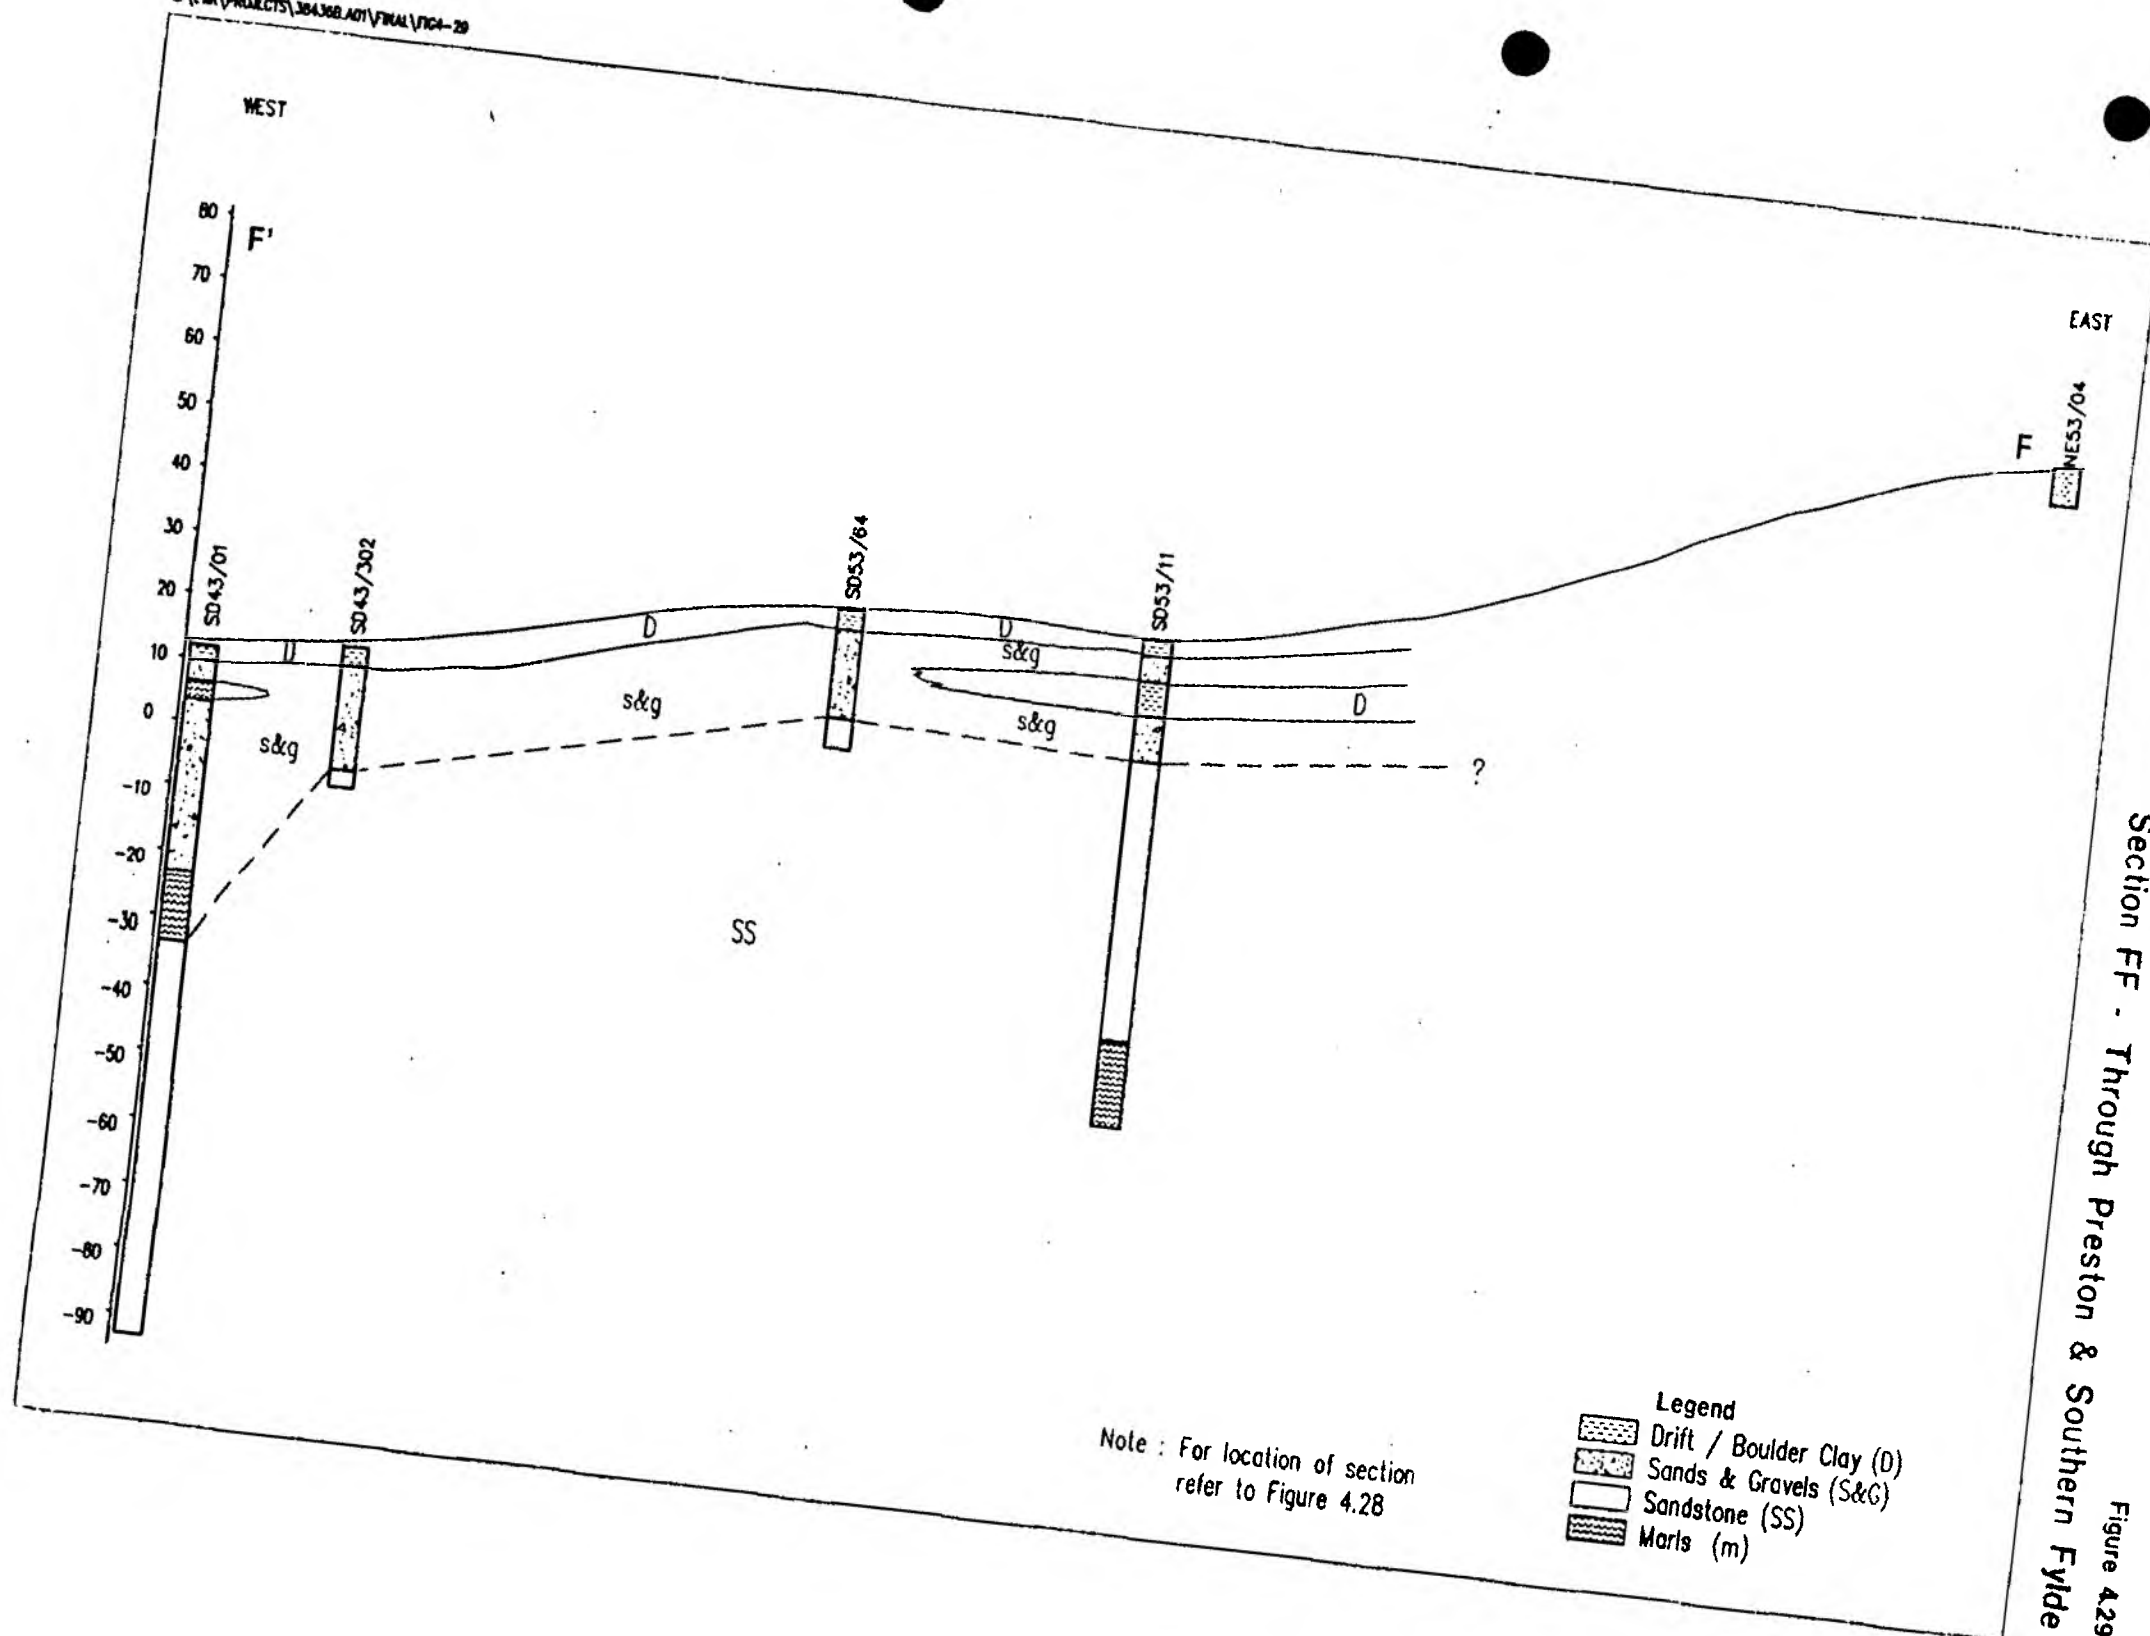 \PROJECTS\38436B.A01\FINAL\FIG4-29
WEST
EAST
80
F'
70
60
50
40
30
20
10
0
-10
-20
-30
-40
-50
-60
-70
-80
-90
SD43/01
SD43/302
SD53/64
SD53/11
F
NE53/04
D
D
D
s&g
D
s&g
s&g
s&g
?
SS
Note : For location of section
refer to Figure 4.28
Legend
Drift / Boulder Clay (D)
Sands & Gravels (S&G)
Sandstone (SS)
Marls (m)
Section FF - Through Preston & Southern Fylde
Figure 4.29